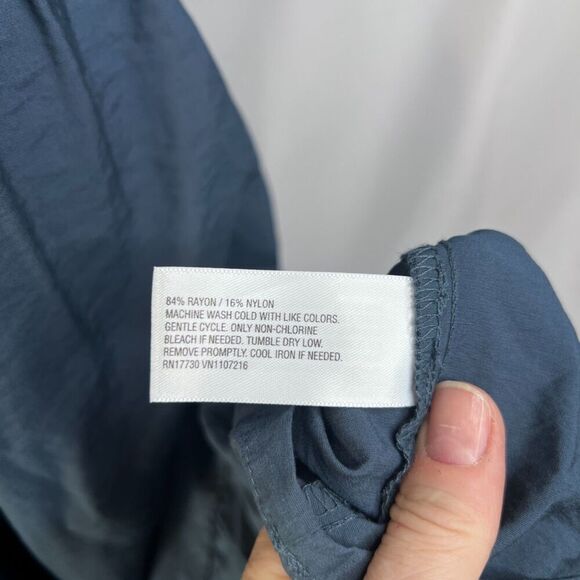 84% RAYON / 16% NYLON
MACHINE WASH COLD WITH LIKE COLORS.
GENTLE CYCLE. ONLY NON-CHLORINE
BLEACH IF NEEDED. TUMBLE DRY LOW.
REMOVE PROMPTLY. COOL IRON IF NEEDED.
RN17730 VN1107216